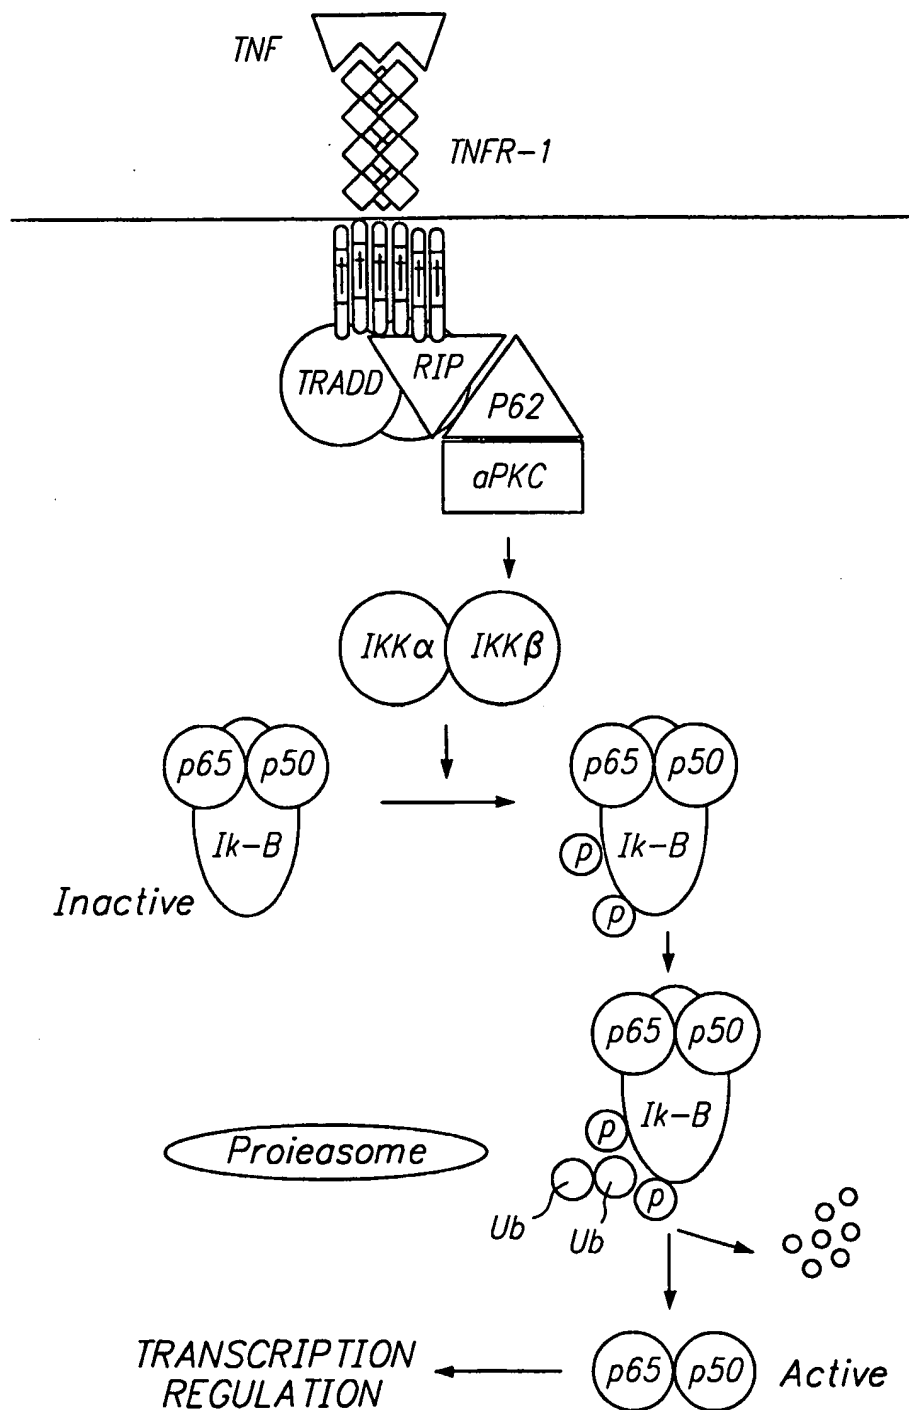 TNF
TNFR-1
TRADD
RIP
P62
aPKC
IKKα
IKKβ
p65
p50
Ik-B
Inactive
p65
p50
Ik-B
p
p
p65
p50
Ik-B
p
p
Proieasome
Ub
Ub
p65
p50
Active
TRANSCRIPTION
REGULATION